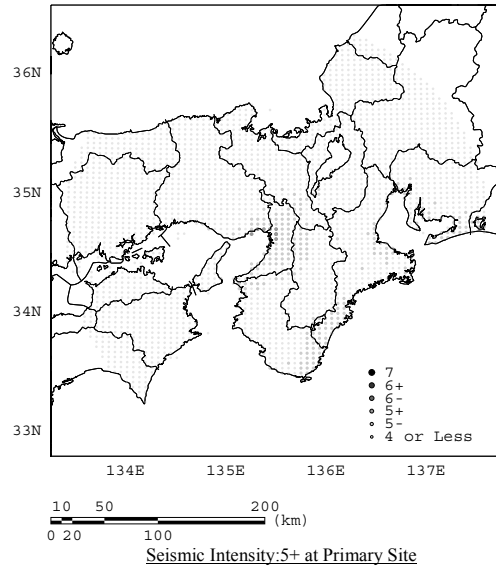 36N
35N
34N
33N
7
6+
6-
5+
5-
4 or Less
134E 135E 136E 137E
10 50 200
(km)
0 20 100
Seismic Intensity:5+ at Primary Site